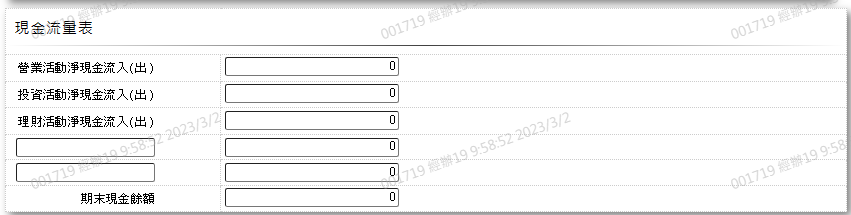 現金流量表
營業活動淨現金流入(出)
0
投資活動淨現金流入(出)
0
理財活動淨現金流入(出)
0
0
0
期末現金餘額
0
001719 經辦19 9:58:52 2023/3/2